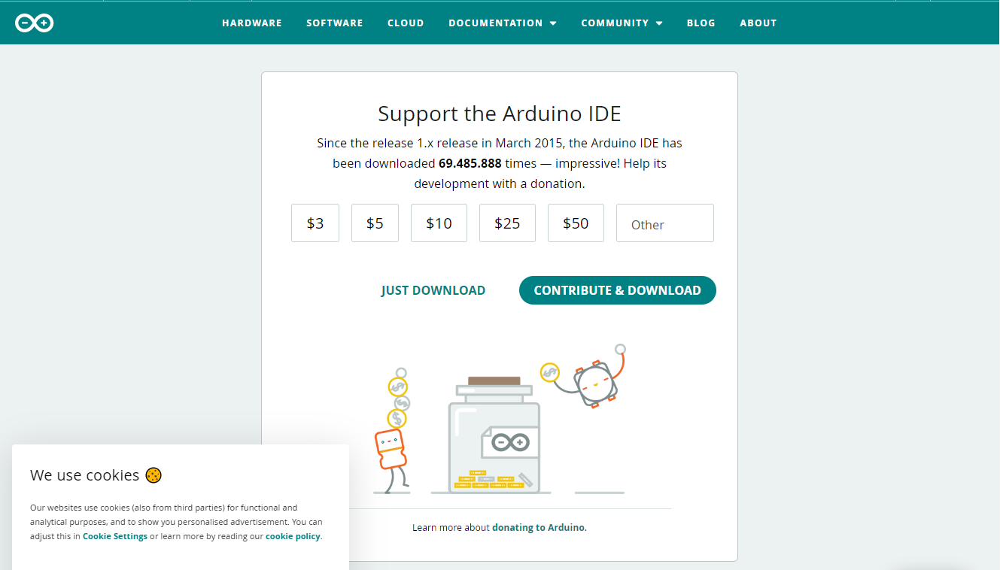 HARDWARE SOFTWARE CLOUD DOCUMENTATION COMMUNITY BLOG ABOUT
Support the Arduino IDE
Since the release 1.x release in March 2015, the Arduino IDE has
been downloaded 69.485.888 times — impressive! Help its
development with a donation.
$3 $5 $10 $25 $50 Other
JUST DOWNLOAD CONTRIBUTE & DOWNLOAD
Learn more about donating to Arduino.
We use cookies
Our websites use cookies (also from third parties) for functional and
analytical purposes, and to show you personalised advertisement. You can
adjust this in Cookie Settings or learn more by reading our cookie policy.